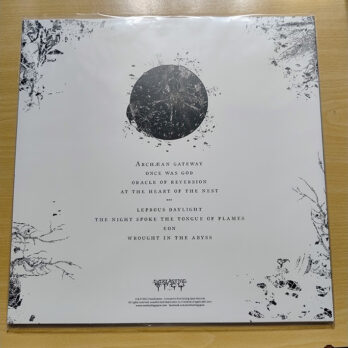 ARCHÆAN GATEWAY
ONCE WAS GOD
ORACLE OF REVERSION
AT THE HEART OF THE NEST
***
LEPROUS DAYLIGHT
THE NIGHT SPOKE THE TONGUE OF FLAMES
EON
WROUGHT IN THE ABYSS